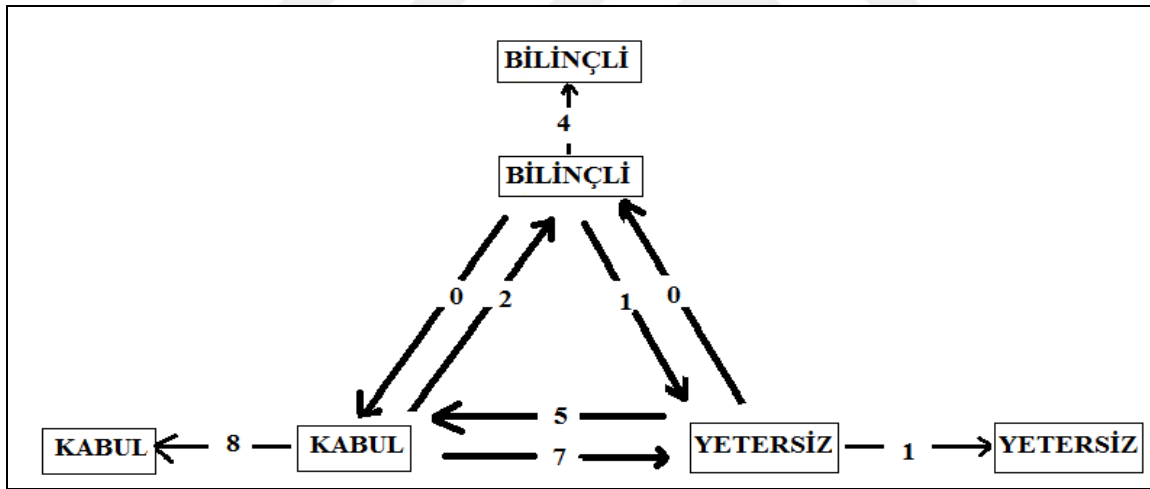 BİLİNÇLİ
4
BİLİNÇLİ
0 2 1 0
5
KABUL 8 KABUL 7 YETERSİZ 1 YETERSİZ